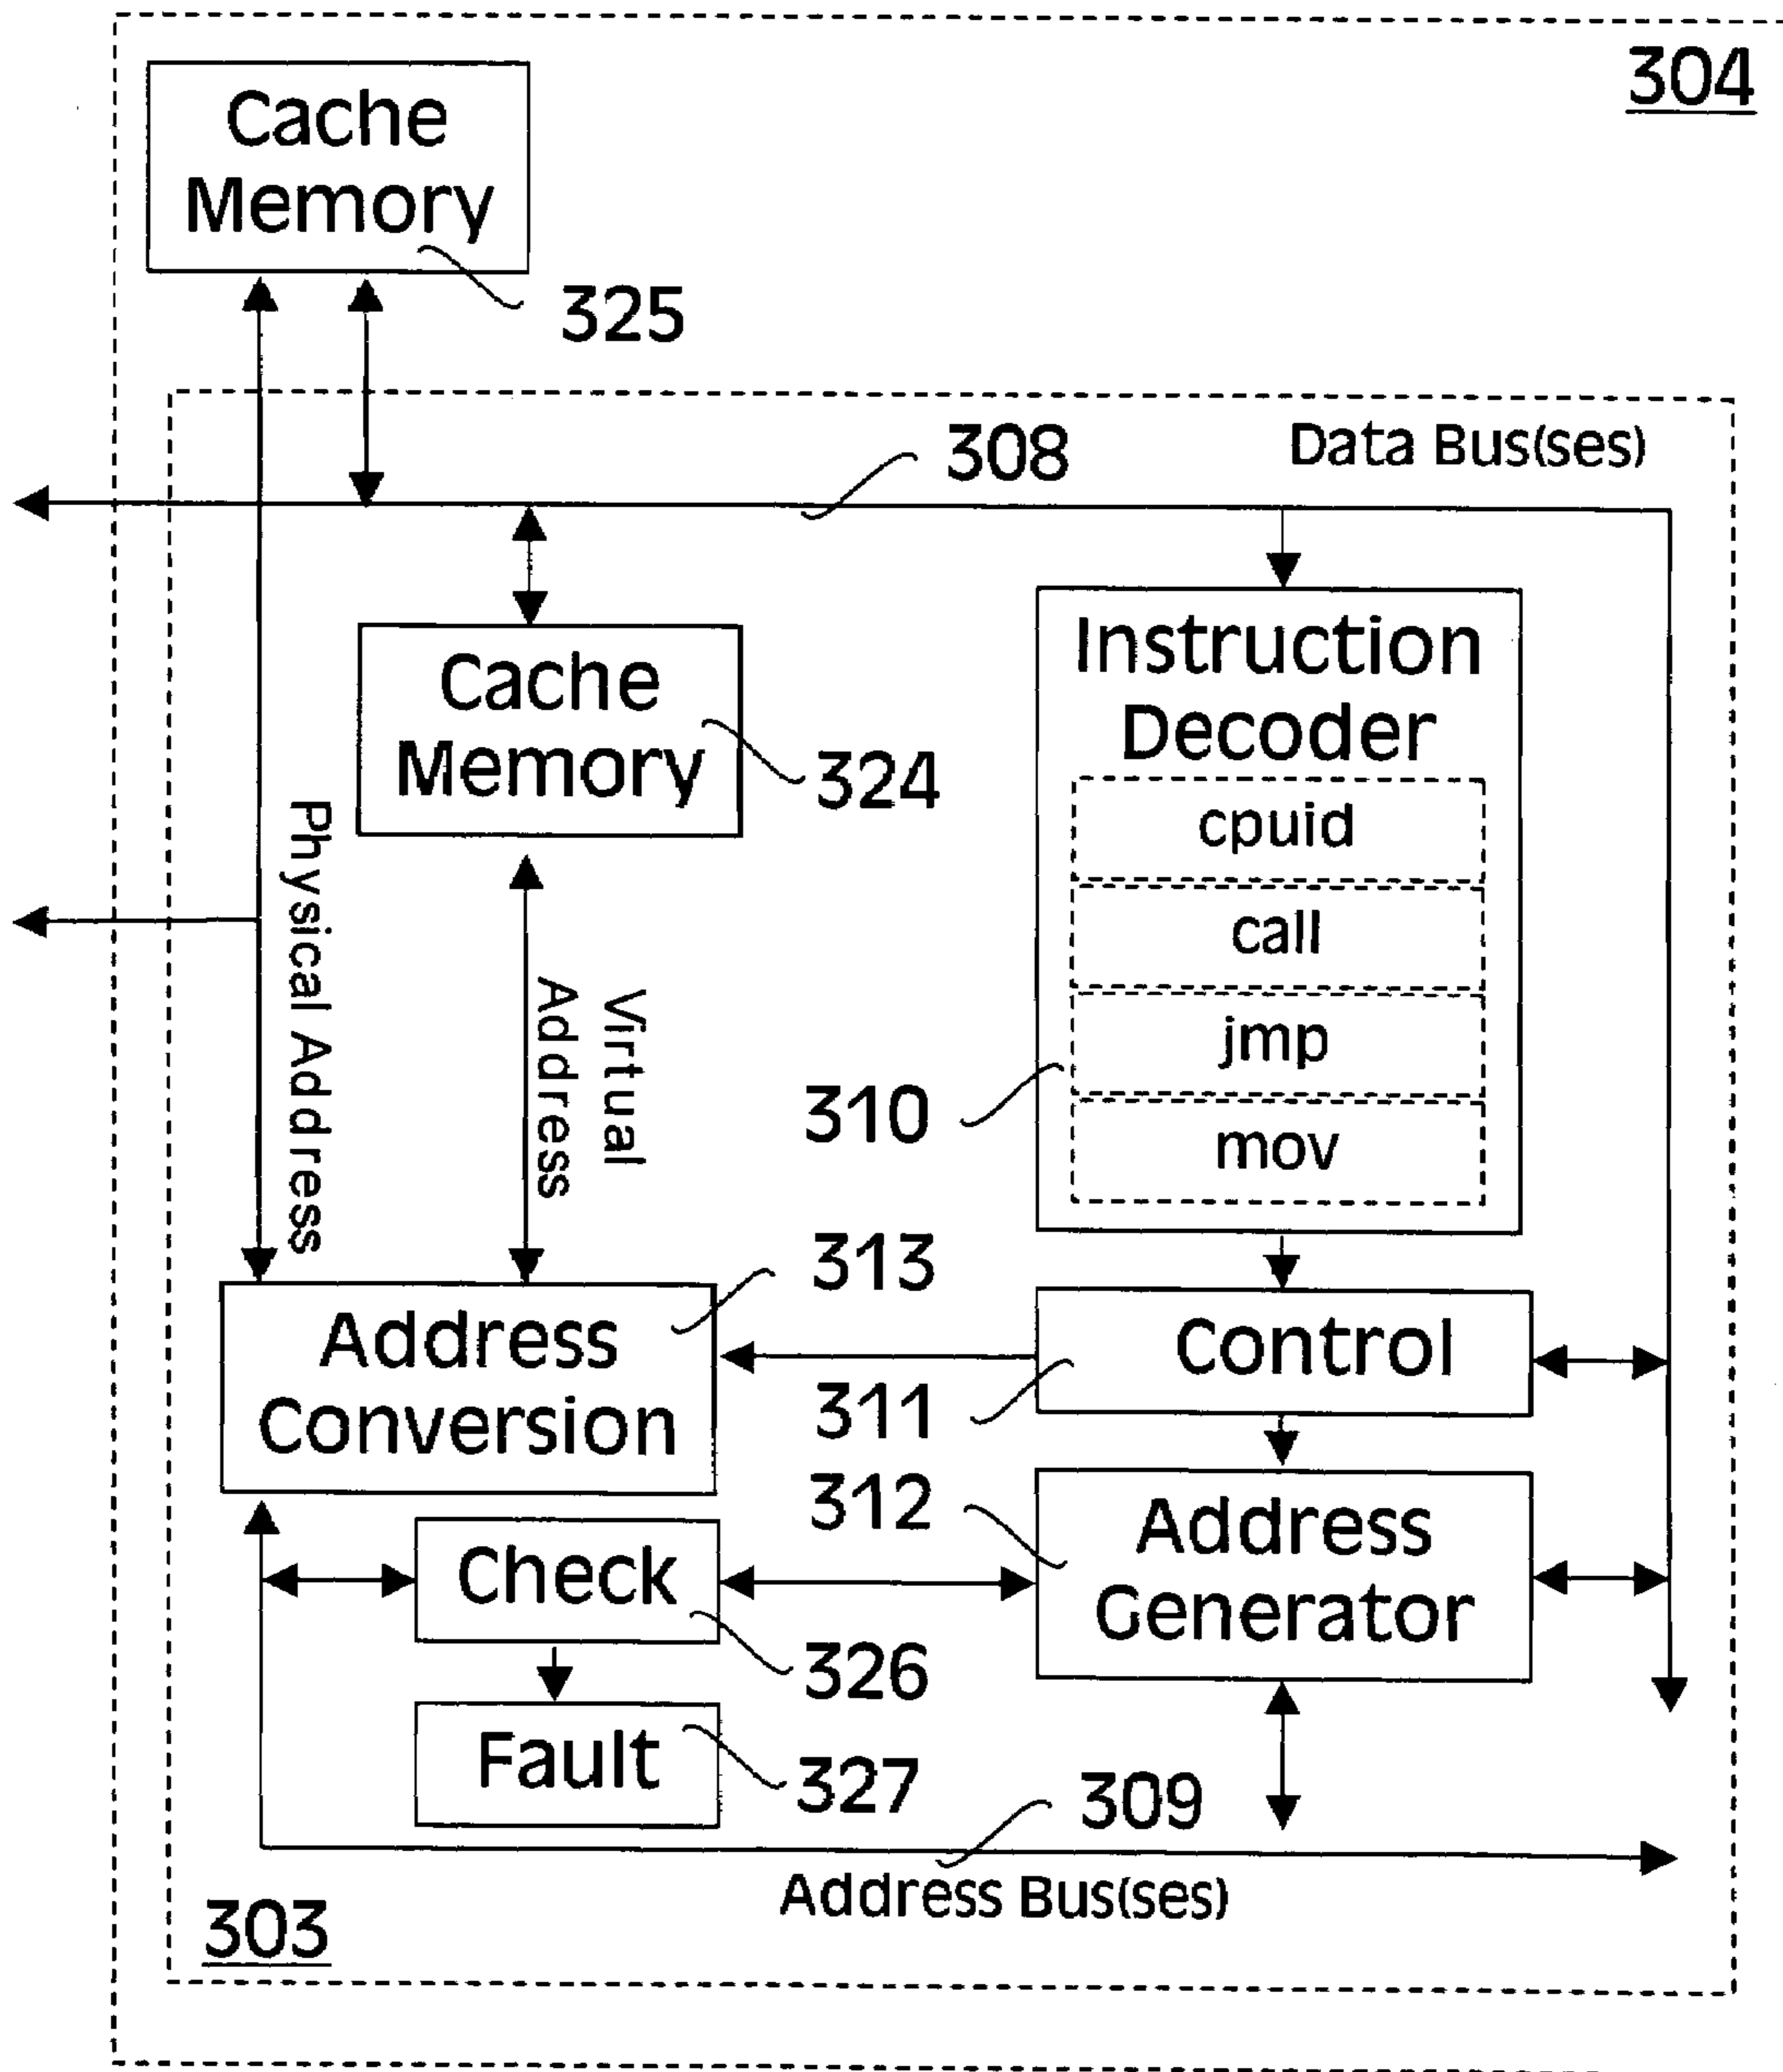 304
Cache
Memory
325
308
Data Bus(ses)
Cache
Memory
324
Instruction
Decoder
cpuid
call
jmp
mov
310
Physical Address
Virtual
Address
313
Address
Conversion
Control
311
312
Address
Generator
Check
326
Fault
327
309
Address Bus(ses)
303